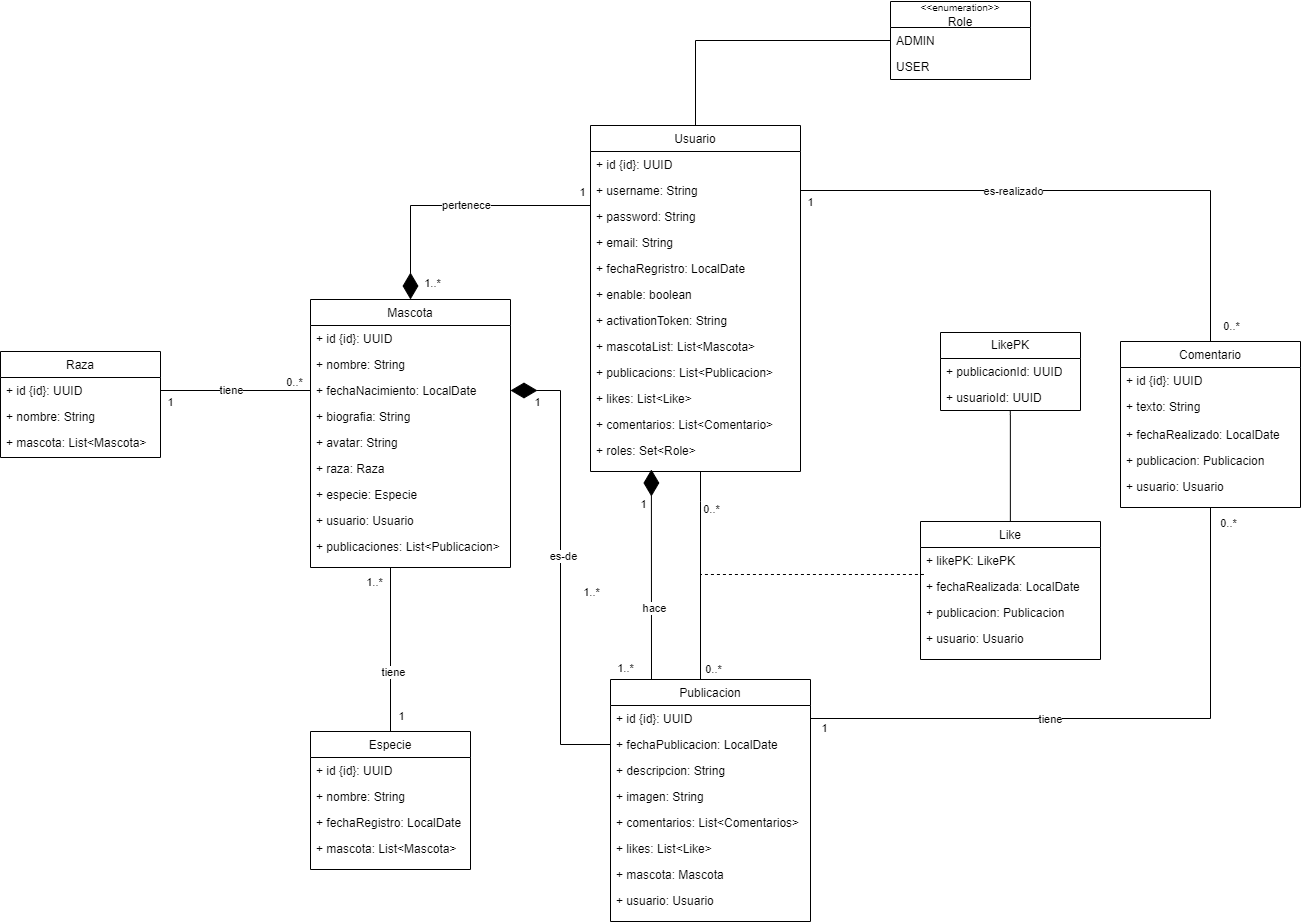 <<enumeration>>
Role
ADMIN
USER
Usuario
+ id {id}: UUID
+ username: String
+ password: String
+ email: String
+ fechaRegristro: LocalDate
+ enable: boolean
+ activationToken: String
+ mascotaList: List<Mascota>
+ publicacions: List<Publicacion>
+ likes: List<Like>
+ comentarios: List<Comentario>
+ roles: Set<Role>
1
pertenece
1..*
1
es-realizado
0..*
Mascota
+ id {id}: UUID
+ nombre: String
+ fechaNacimiento: LocalDate
+ biografia: String
+ avatar: String
+ raza: Raza
+ especie: Especie
+ usuario: Usuario
+ publicaciones: List<Publicacion>
Raza
+ id {id}: UUID
+ nombre: String
+ mascota: List<Mascota>
1
tiene
0..*
1
es-de
1..*
LikePK
+ publicacionId: UUID
+ usuarioId: UUID
Comentario
+ id {id}: UUID
+ texto: String
+ fechaRealizado: LocalDate
+ publicacion: Publicacion
+ usuario: Usuario
0..*
1
hace
1..*
0..*
0..*
Like
+ likePK: LikePK
+ fechaRealizada: LocalDate
+ publicacion: Publicacion
+ usuario: Usuario
1..*
tiene
1
Especie
+ id {id}: UUID
+ nombre: String
+ fechaRegistro: LocalDate
+ mascota: List<Mascota>
Publicacion
+ id {id}: UUID
+ fechaPublicacion: LocalDate
+ descripcion: String
+ imagen: String
+ comentarios: List<Comentarios>
+ likes: List<Like>
+ mascota: Mascota
+ usuario: Usuario
1
tiene